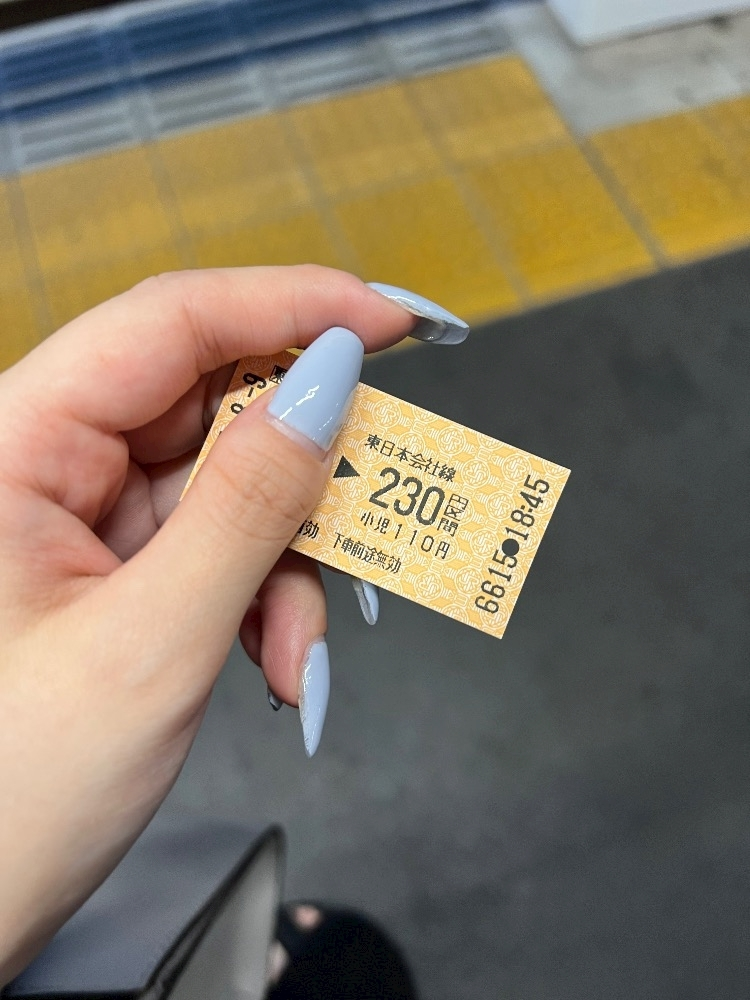 東日本会社線
▶ 230円区間
小児110円
効 下車前途無効
6615●18:45